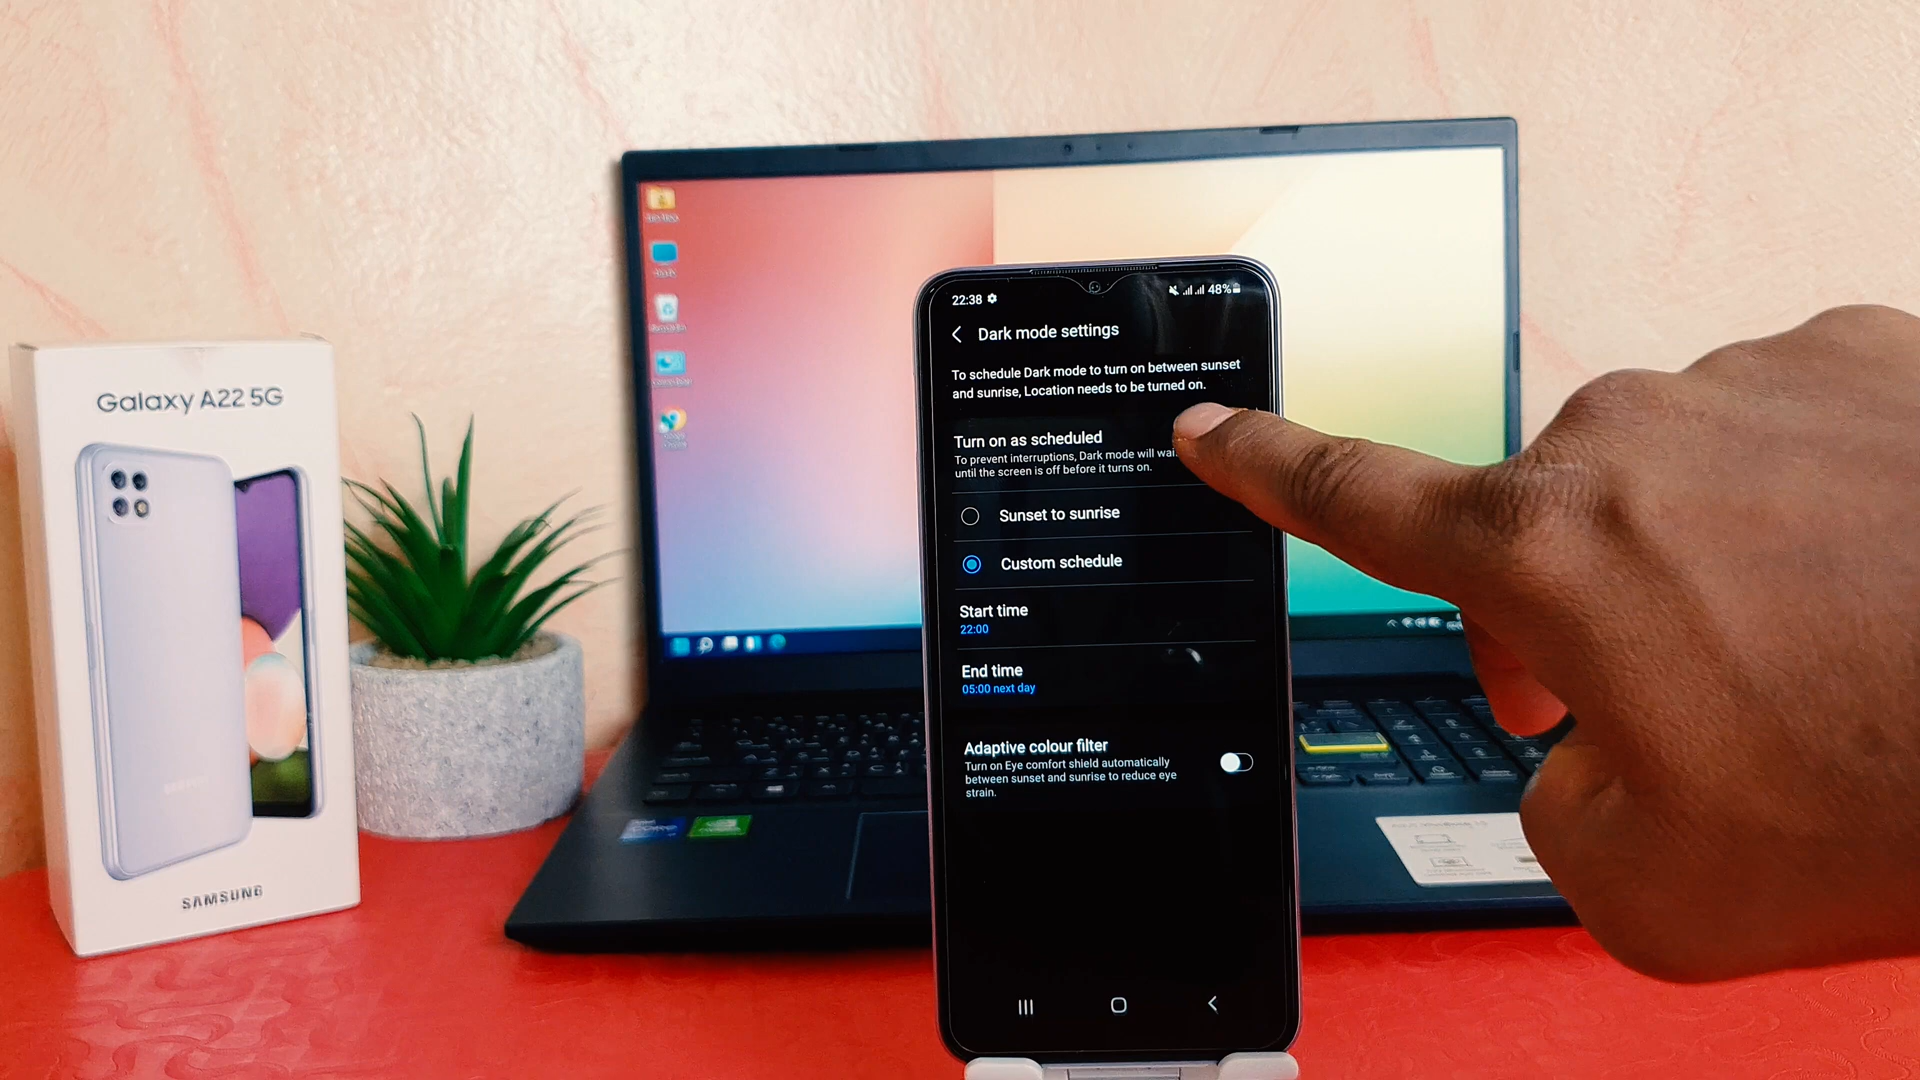 Galaxy A22 5G
SAMSUNG
22:38
48%
Dark mode settings
To schedule Dark mode to turn on between sunset
and sunrise, Location needs to be turned on.
Turn on as scheduled
To prevent interruptions, Dark mode will wai
until the screen is off before it turns on.
Sunset to sunrise
Custom schedule
Start time
22:00
End time
05:00 next day
Adaptive colour filter
Turn on Eye comfort shield automatically
between sunset and sunrise to reduce eye
strain.